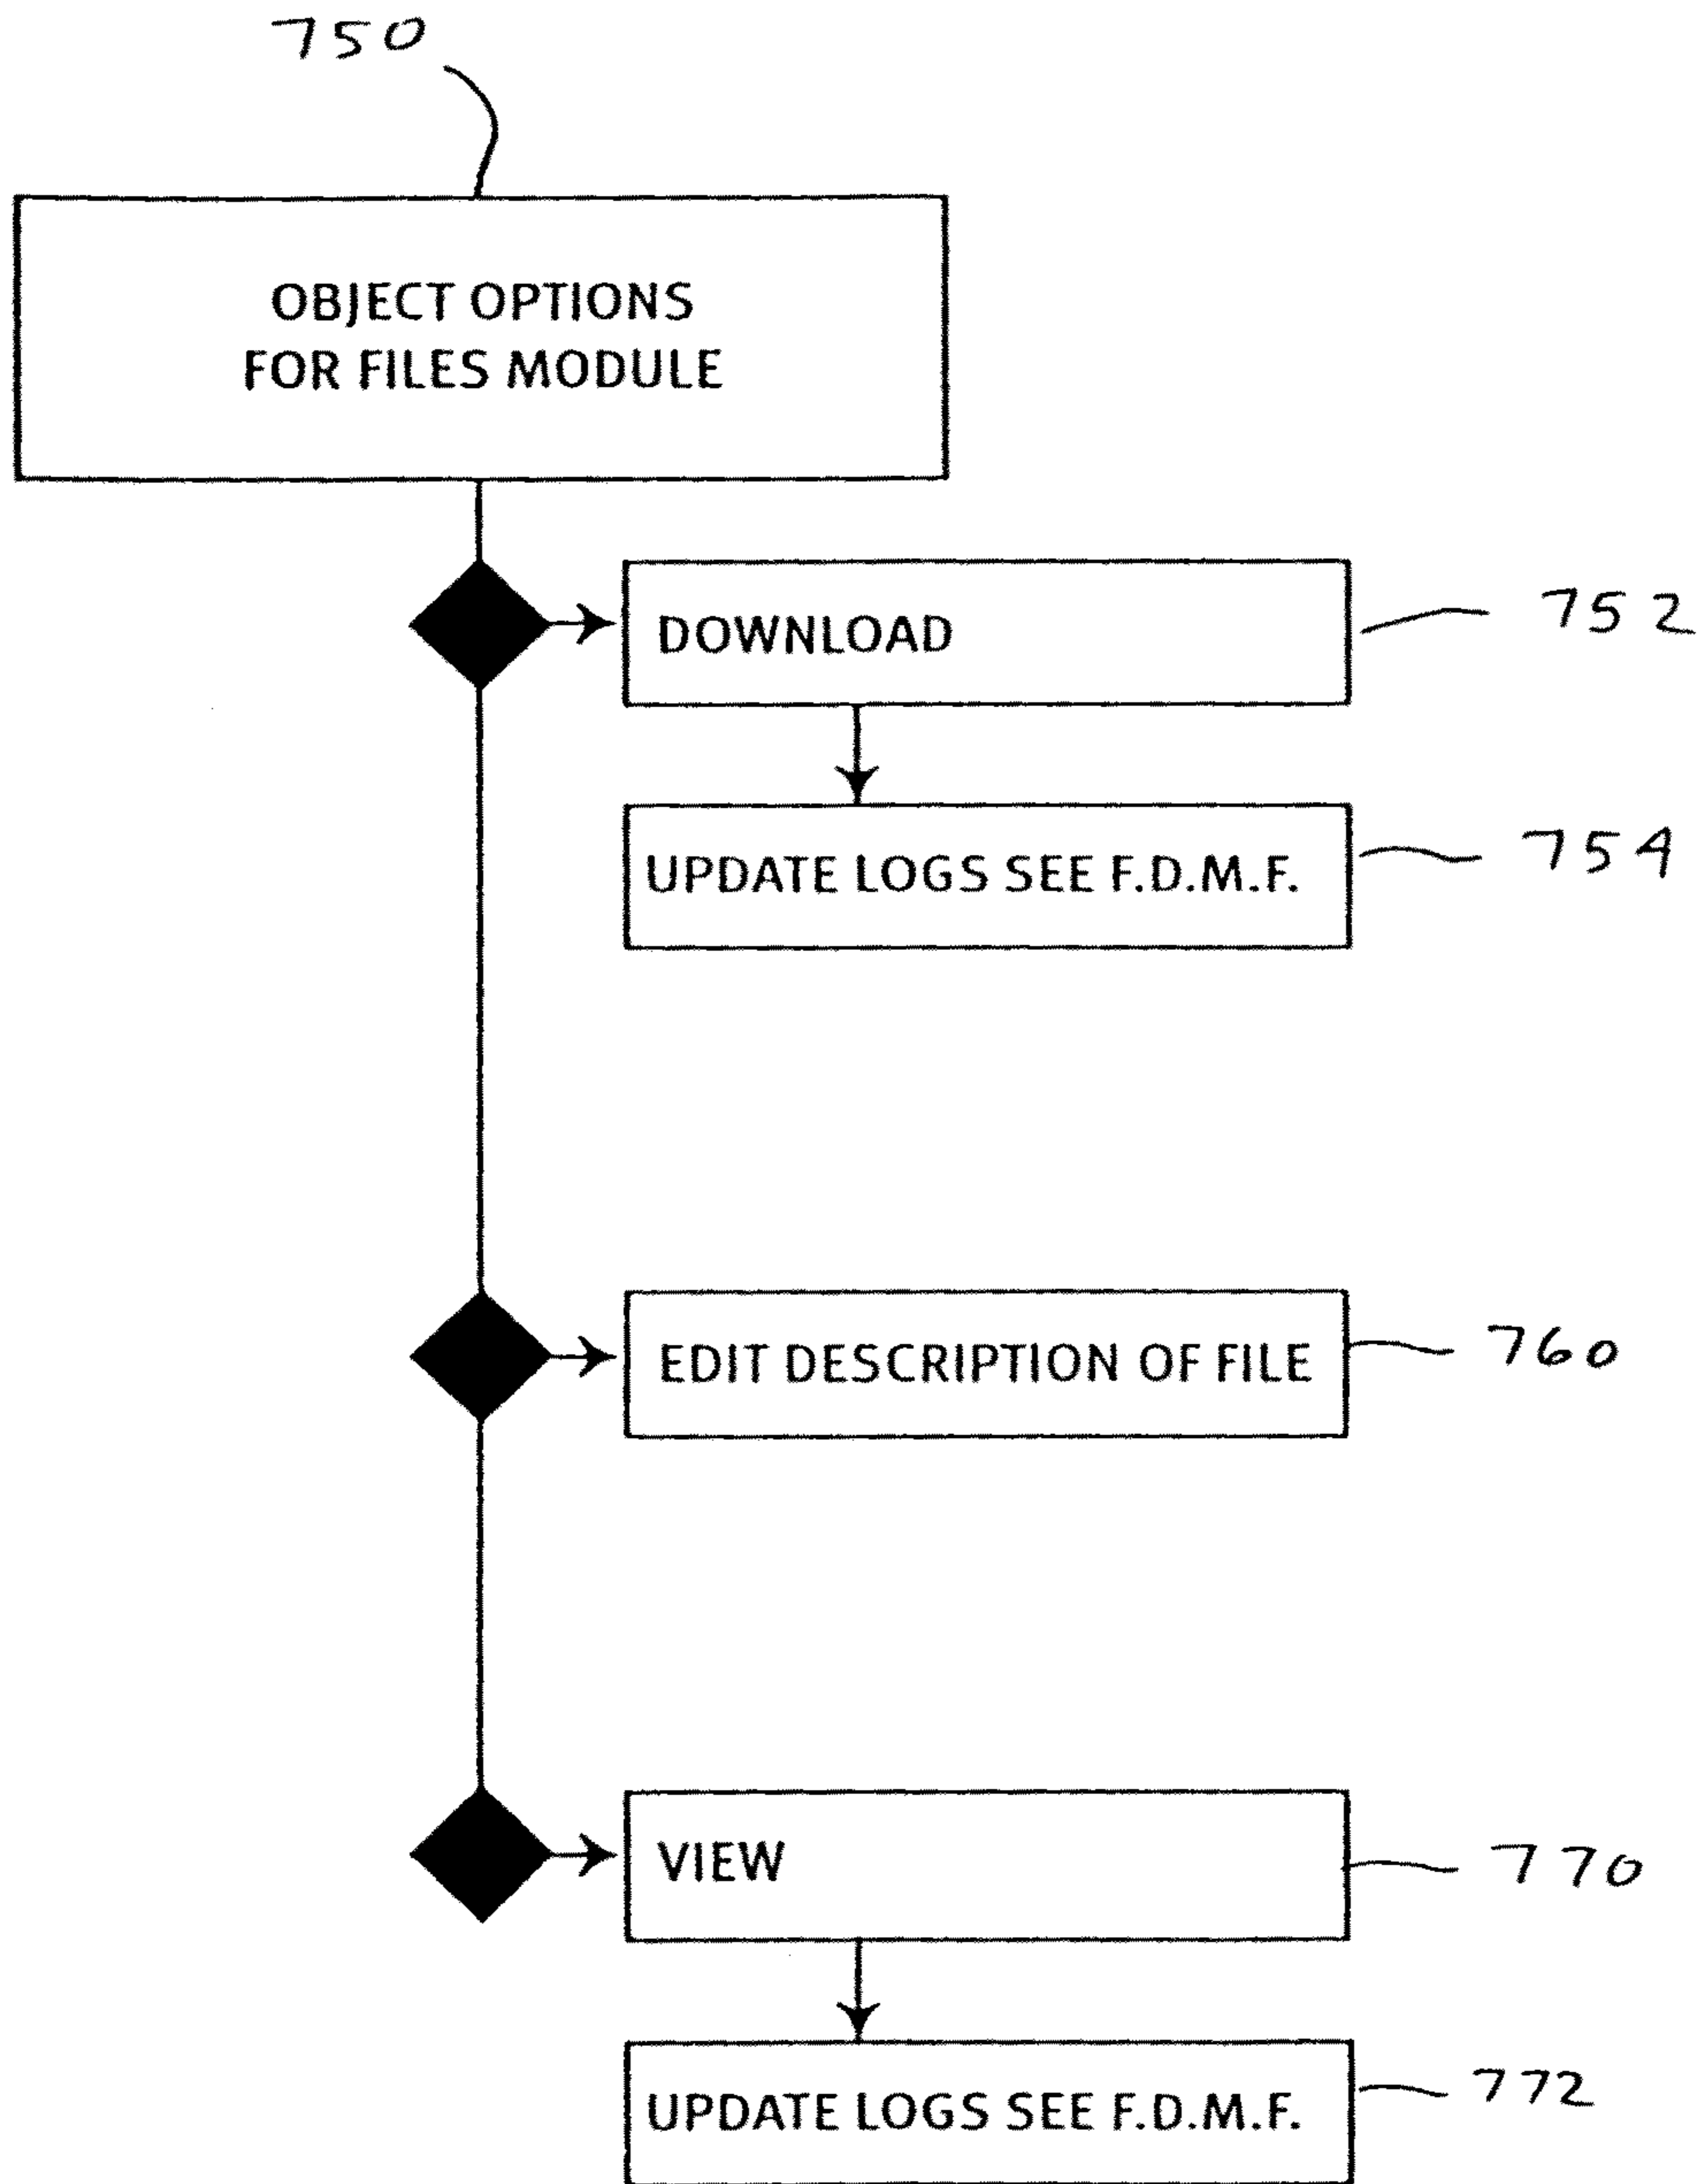 750
OBJECT OPTIONS
FOR FILES MODULE
DOWNLOAD
752
UPDATE LOGS SEE F.D.M.F.
754
EDIT DESCRIPTION OF FILE
760
VIEW
770
UPDATE LOGS SEE F.D.M.F.
772